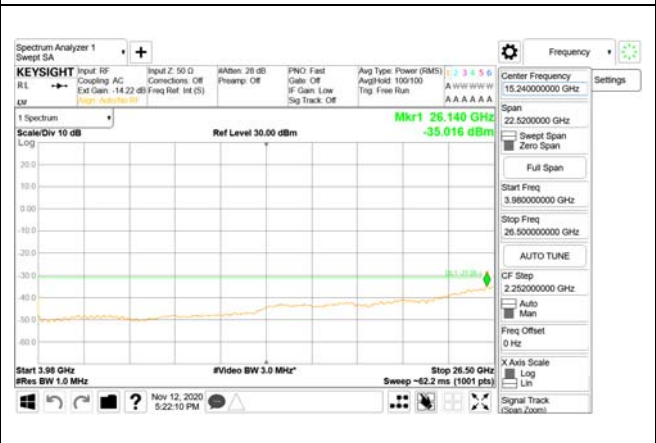 Spectrum Analyzer 1
Swept SA
Frequency
KEYSIGHT
Input: RF
Coupling: AC
Ext Gain: -14.22 dB
Align: Auto/No RF
Input Z: 50 Ω
Corrections: Off
Freq Ref: Int (S)
#Atten: 28 dB
Preamp: Off
PNO: Fast
Gate: Off
IF Gain: Low
Sig Track: Off
Avg Type: Power (RMS)
Avg|Hold: 100/100
Trig: Free Run
1 2 3 4 5 6
A W W W W W
A A A A A A
RL
LXI
Center Frequency
15.240000000 GHz
Settings
Span
22.5200000 GHz
Swept Span
Zero Span
Full Span
Start Freq
3.980000000 GHz
Stop Freq
26.500000000 GHz
AUTO TUNE
CF Step
2.252000000 GHz
Auto
Man
Freq Offset
0 Hz
X Axis Scale
Log
Lin
Signal Track
(Span Zoom)
1 Spectrum
Scale/Div 10 dB
Ref Level 30.00 dBm
Mkr1 26.140 GHz
-35.016 dBm
Log
20.0
10.0
0.00
-10.0
-20.0
-30.0
-40.0
-50.0
-60.0
Start 3.98 GHz
#Video BW 3.0 MHz*
Stop 26.50 GHz
#Res BW 1.0 MHz
Sweep ~62.2 ms (1001 pts)
Nov 12, 2020
5:22:10 PM